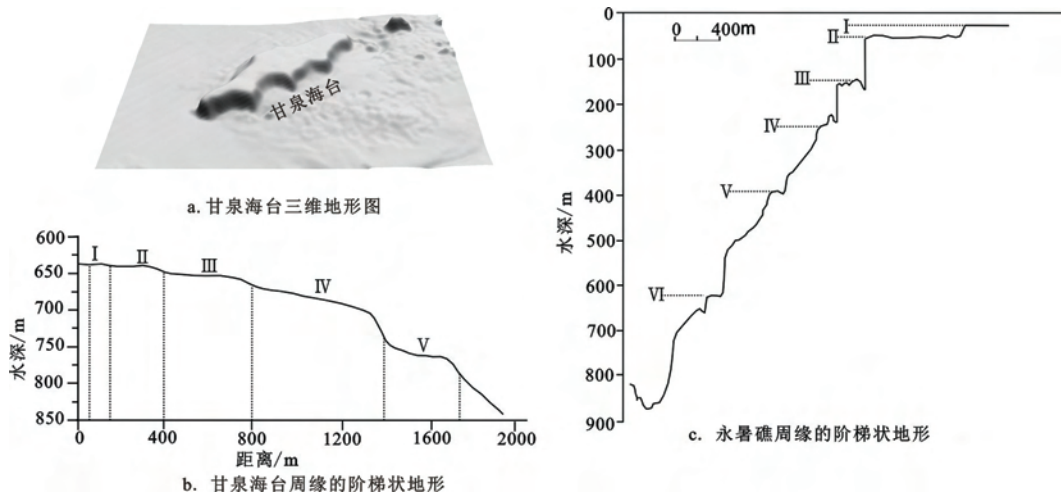 甘泉海台
a. 甘泉海台三维地形图
600
650
700
750
800
850
水深/m
I
II
III
IV
V
0
400
800
1200
1600
2000
距离/m
b. 甘泉海台周缘的阶梯状地形
0
100
200
300
400
500
600
700
800
900
水深/m
0 400m
I
II
III
IV
V
VI
c. 永暑礁周缘的阶梯状地形